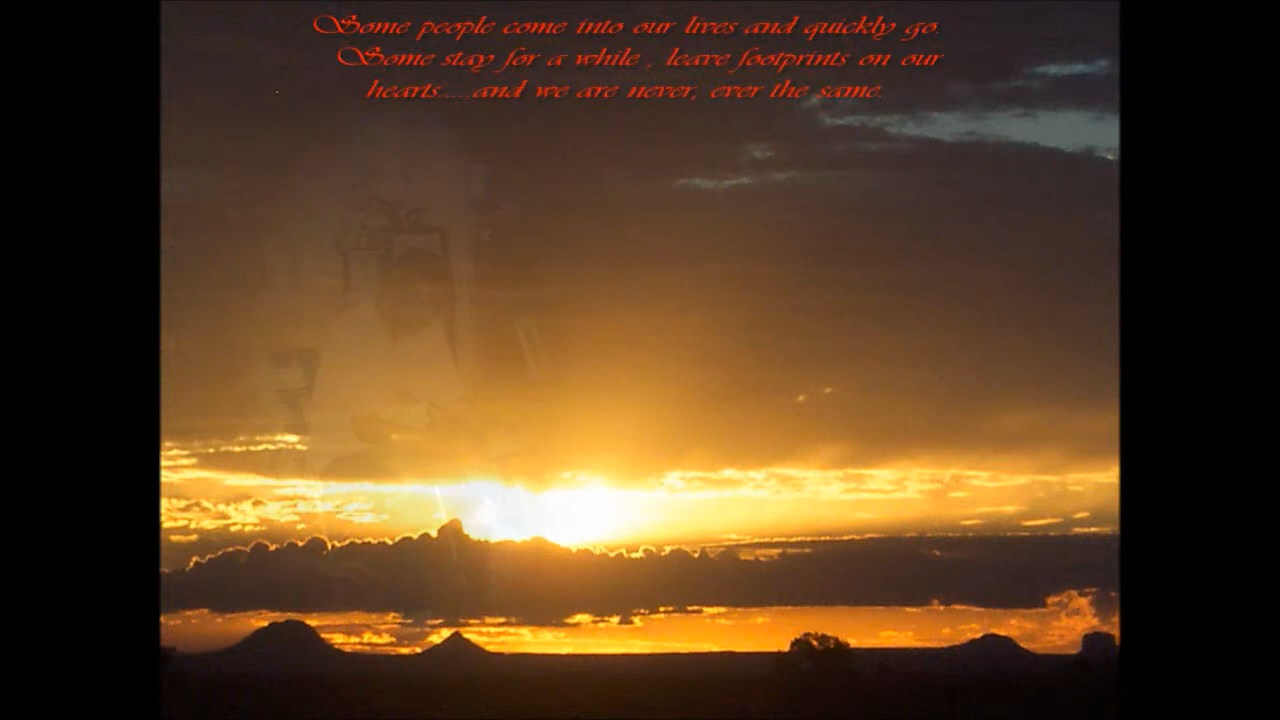 Some people come into our lives and quickly go.
Some stay for a while , leave footprints on our
hearts.....and we are never, ever the same.